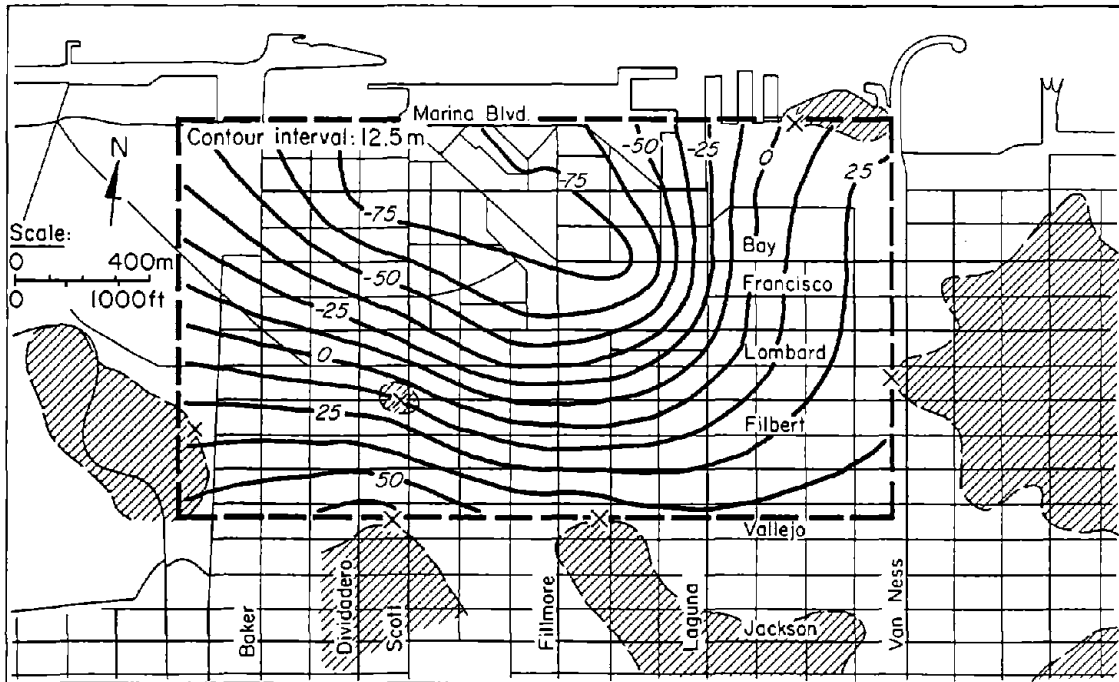 Marina Blvd.
Contour interval: 12.5 m
N
-50
-25
0
25
-75
-75
Scale:
0 400m
0 1000ft
-50
Bay
Francisco
-25
0
Lombard
25
Filbert
50
Vallejo
Baker
Dividadero
Scott
Fillmore
Laguna
Jackson
Van Ness